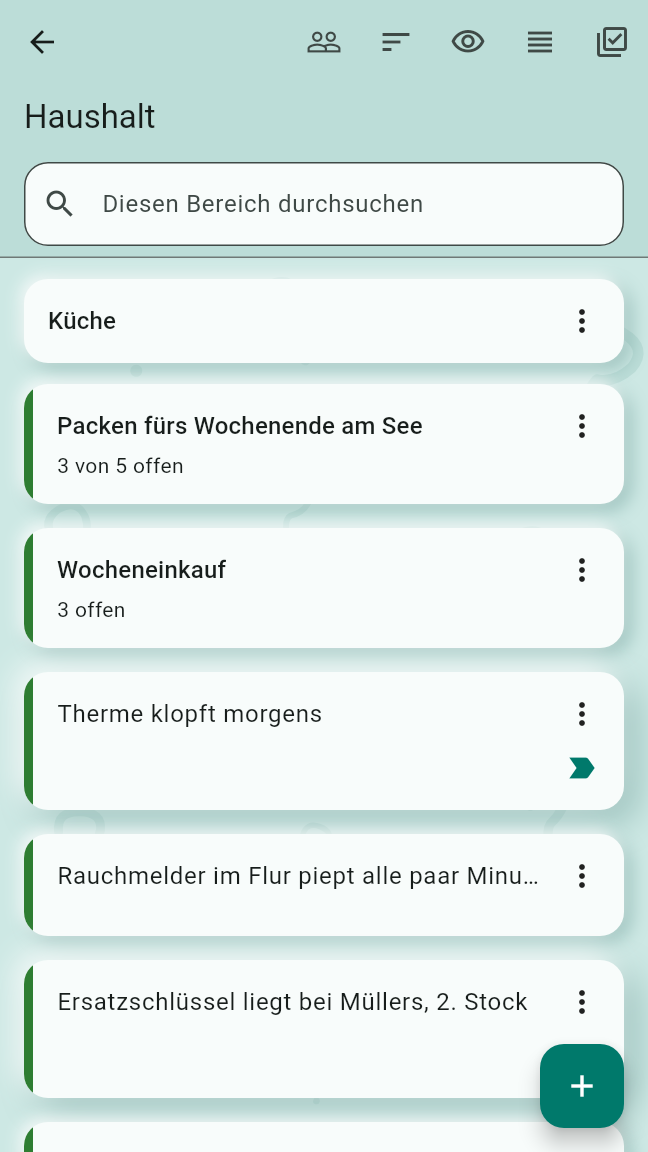 Haushalt
Diesen Bereich durchsuchen
Küche
Packen fürs Wochenende am See
3 von 5 offen
Wocheneinkauf
3 offen
Therme klopft morgens
Rauchmelder im Flur piept alle paar Minu…
Ersatzschlüssel liegt bei Müllers, 2. Stock